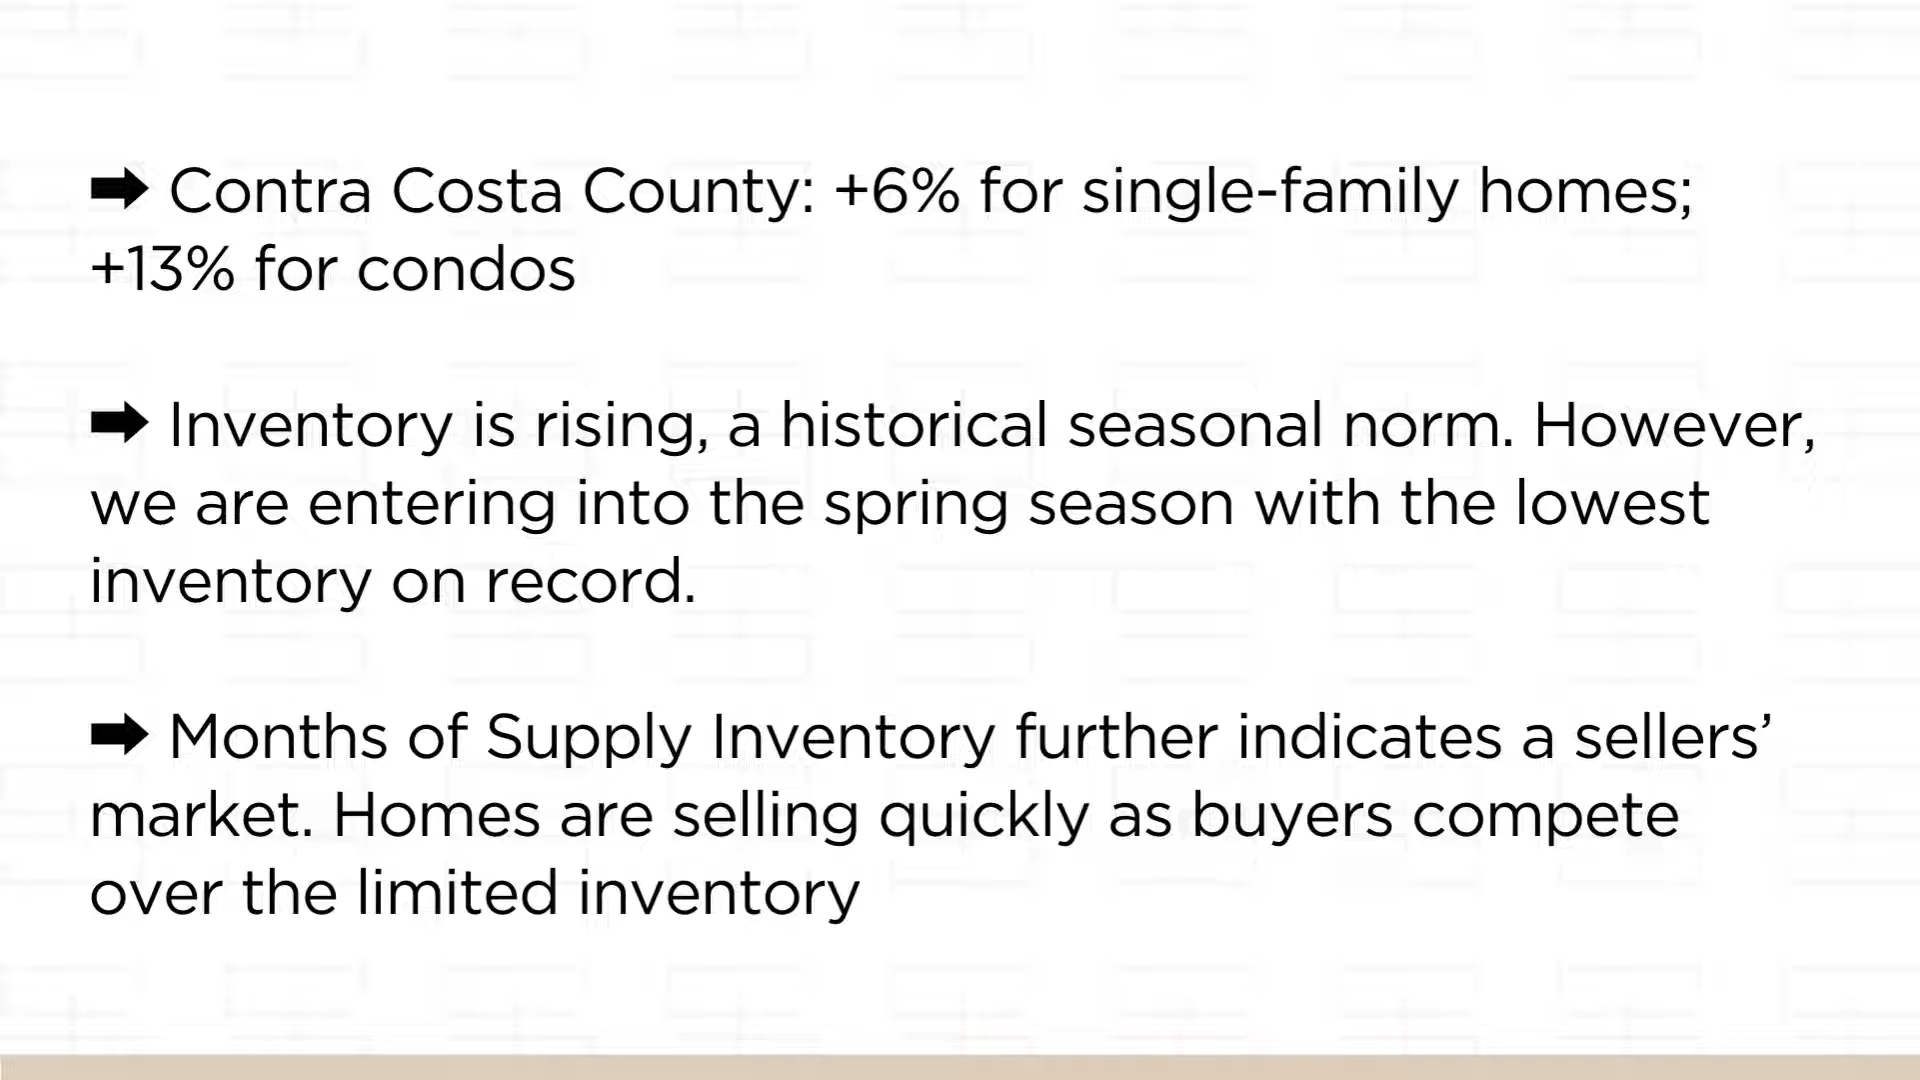 ➡ Contra Costa County: +6% for single-family homes;
+13% for condos
➡ Inventory is rising, a historical seasonal norm. However,
we are entering into the spring season with the lowest
inventory on record.
➡ Months of Supply Inventory further indicates a sellers’
market. Homes are selling quickly as buyers compete
over the limited inventory